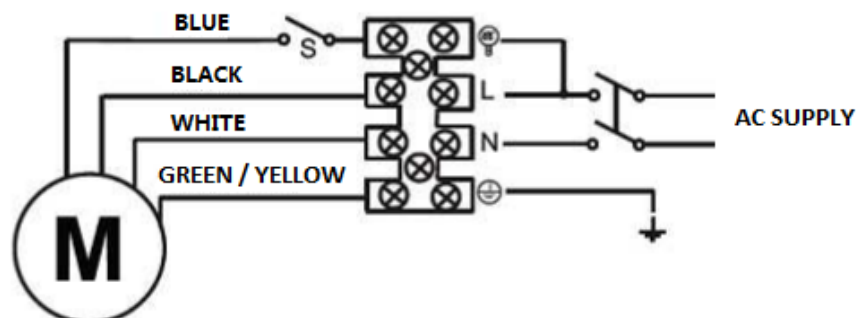 BLUE
S
BLACK
L
AC SUPPLY
WHITE
N
GREEN / YELLOW
M